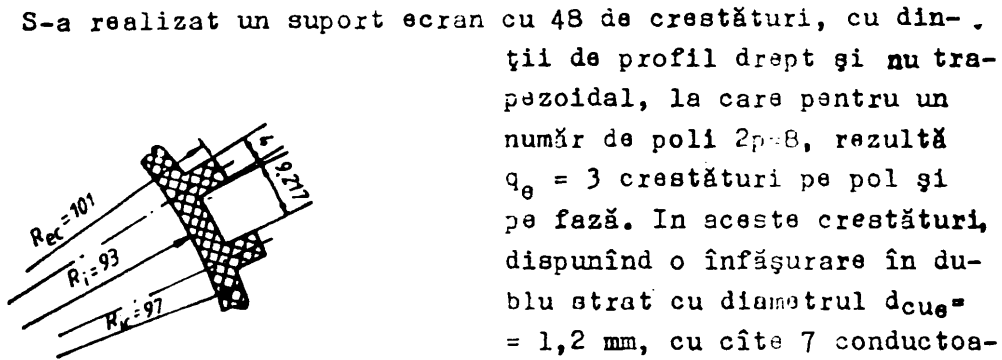 S-a realizat un suport ecran cu 48 de crestături, cu din-
ţii de profil drept şi nu tra-
pezoidal, la care pentru un
număr de poli 2p=8, rezultă
qe = 3 crestături pe pol şi
pe fază. In aceste crestături,
dispunînd o înfăşurare în du-
blu strat cu diametrul dcue=
= 1,2 mm, cu cîte 7 conductoa-
Rec=101
Ri=93
Rk=97
4
9.217